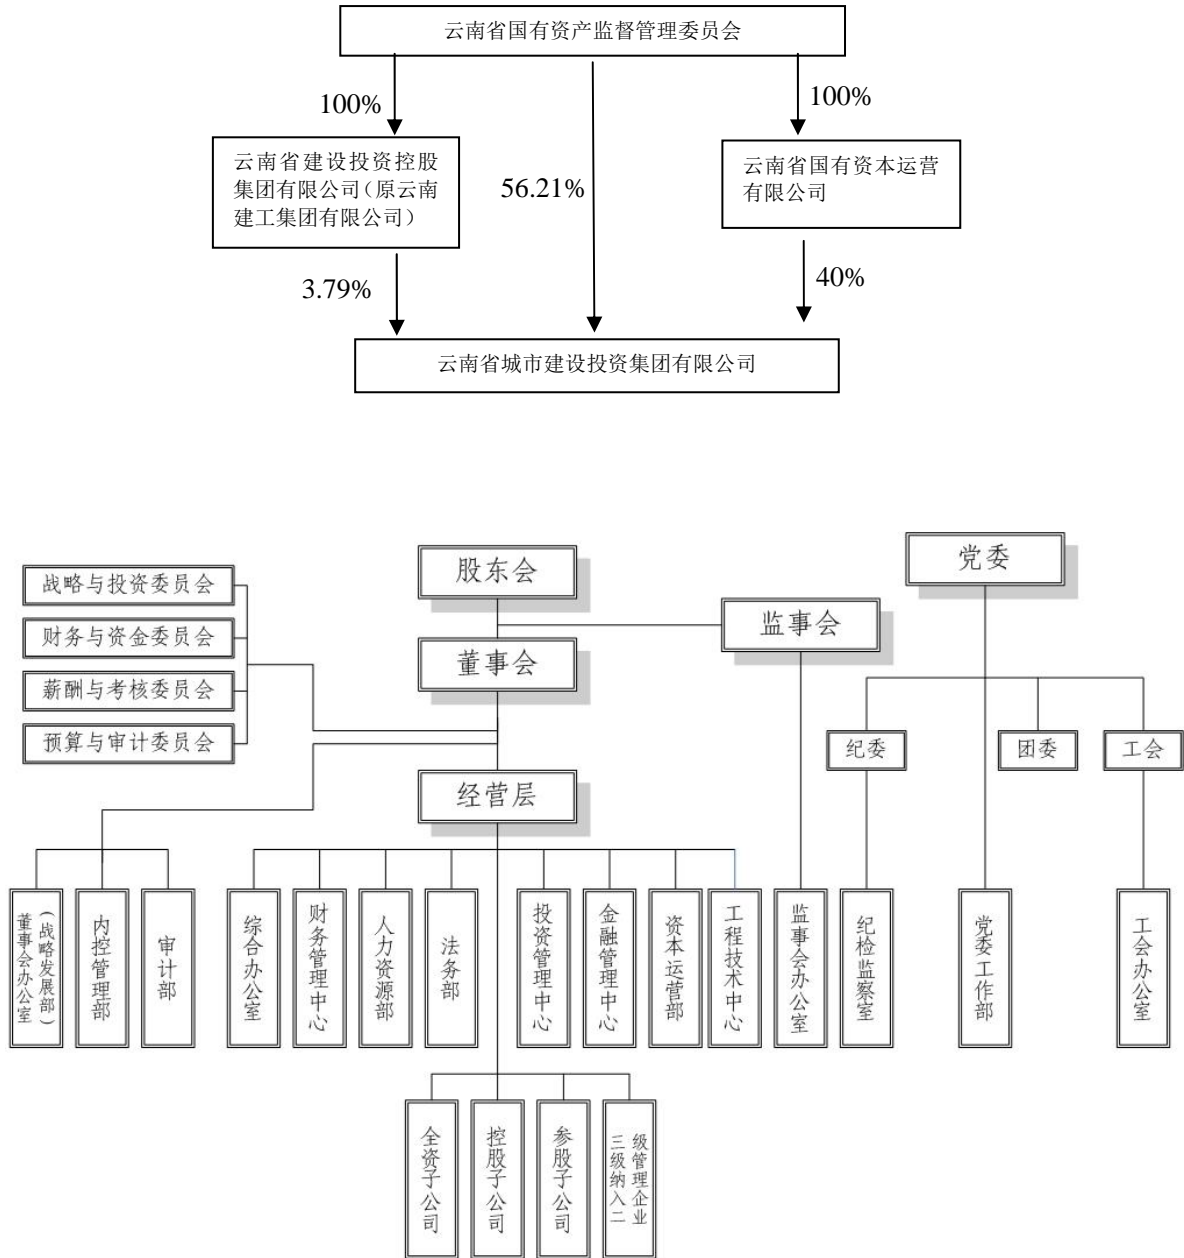 云南省国有资产监督管理委员会
100%
100%
云南省建设投资控股
集团有限公司（原云南
建工集团有限公司）
56.21%
云南省国有资本运营
有限公司
3.79%
40%
云南省城市建设投资集团有限公司
股东会
党委
战略与投资委员会
财务与资金委员会
薪酬与考核委员会
预算与审计委员会
监事会
董事会
纪委
团委
工会
经营层
董事会办公室
（战略发展部）
内控管理部
审计部
综合办公室
财务管理中心
人力资源部
法务部
投资管理中心
金融管理中心
资本运营部
工程技术中心
监事会办公室
纪检监察室
党委工作部
工会办公室
全资子公司
控股子公司
参股子公司
三级纳入二
级管理企业